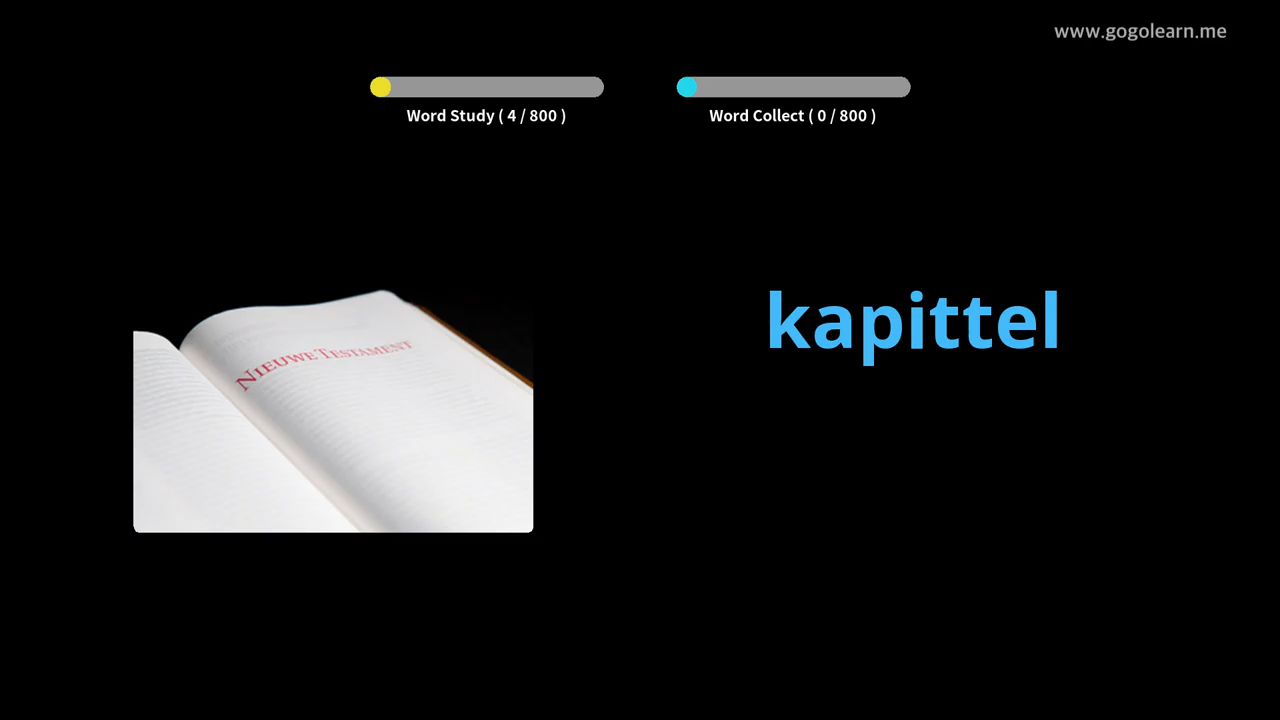 www.gogolearn.me
Word Study ( 4 / 800 )
Word Collect ( 0 / 800 )
NIEUWE TESTAMENT
kapittel